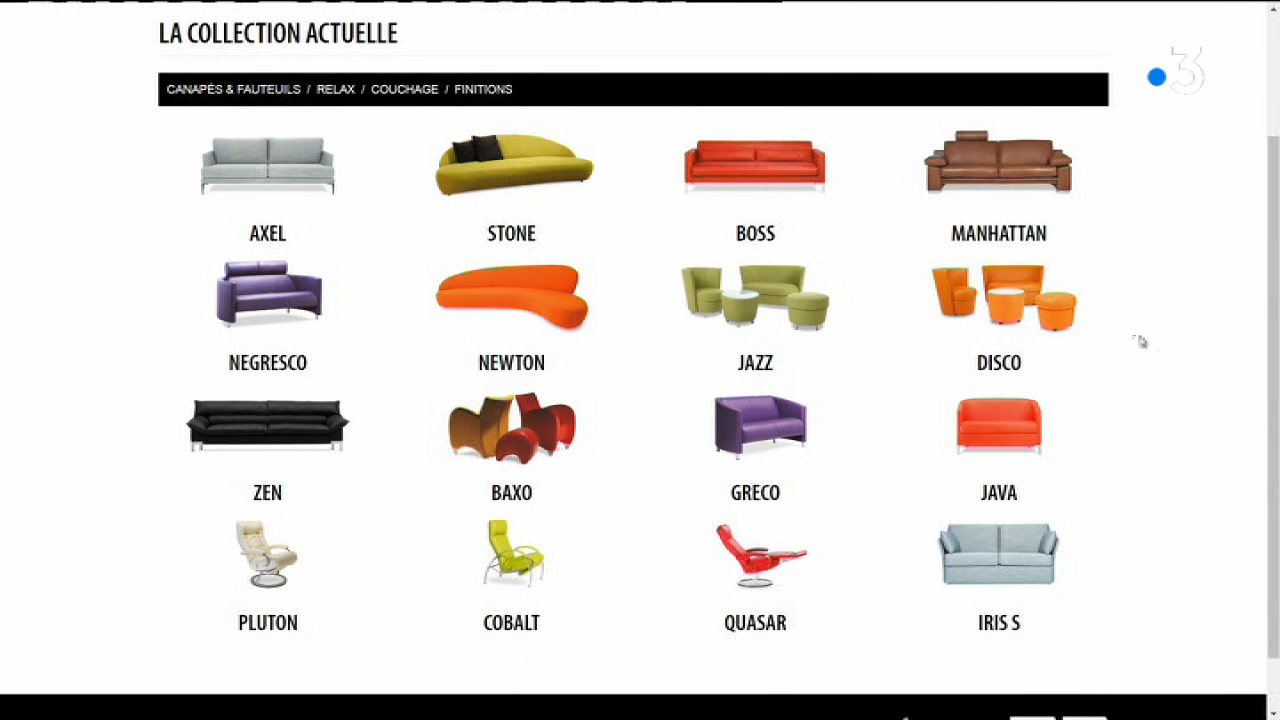 LA COLLECTION ACTUELLE
3
CANAPÉS & FAUTEUILS / RELAX / COUCHAGE / FINITIONS
AXEL
STONE
BOSS
MANHATTAN
NEGRESCO
NEWTON
JAZZ
DISCO
ZEN
BAXO
GRECO
JAVA
PLUTON
COBALT
QUASAR
IRIS S